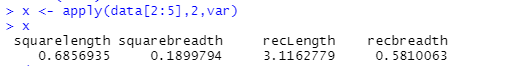 > x <- apply(data[2:5],2,var)
> x
squarelength squarebreadth recLength recbreadth
0.6856935 0.1899794 3.1162779 0.5810063